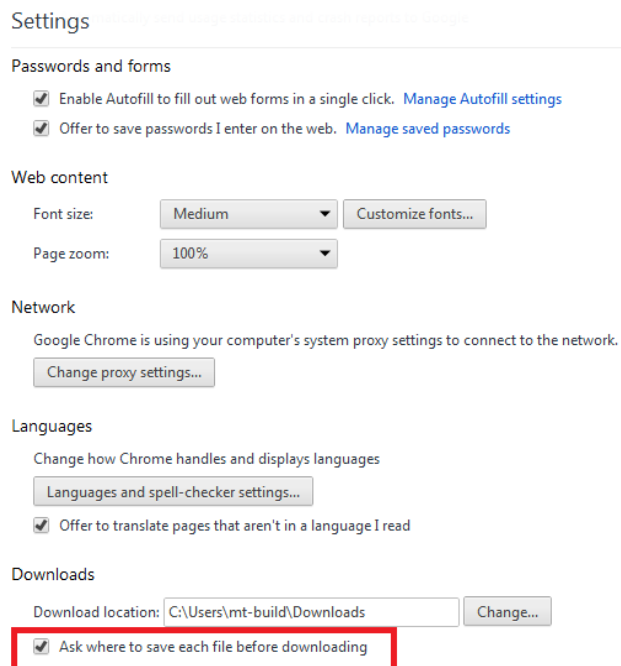 Settings
Passwords and forms
Enable Autofill to fill out web forms in a single click. Manage Autofill settings
Offer to save passwords I enter on the web. Manage saved passwords
Web content
Font size: Medium Customize fonts...
Page zoom: 100%
Network
Google Chrome is using your computer's system proxy settings to connect to the network.
Change proxy settings...
Languages
Change how Chrome handles and displays languages
Languages and spell-checker settings...
Offer to translate pages that aren't in a language I read
Downloads
Download location: C:\Users\mt-build\Downloads Change...
Ask where to save each file before downloading